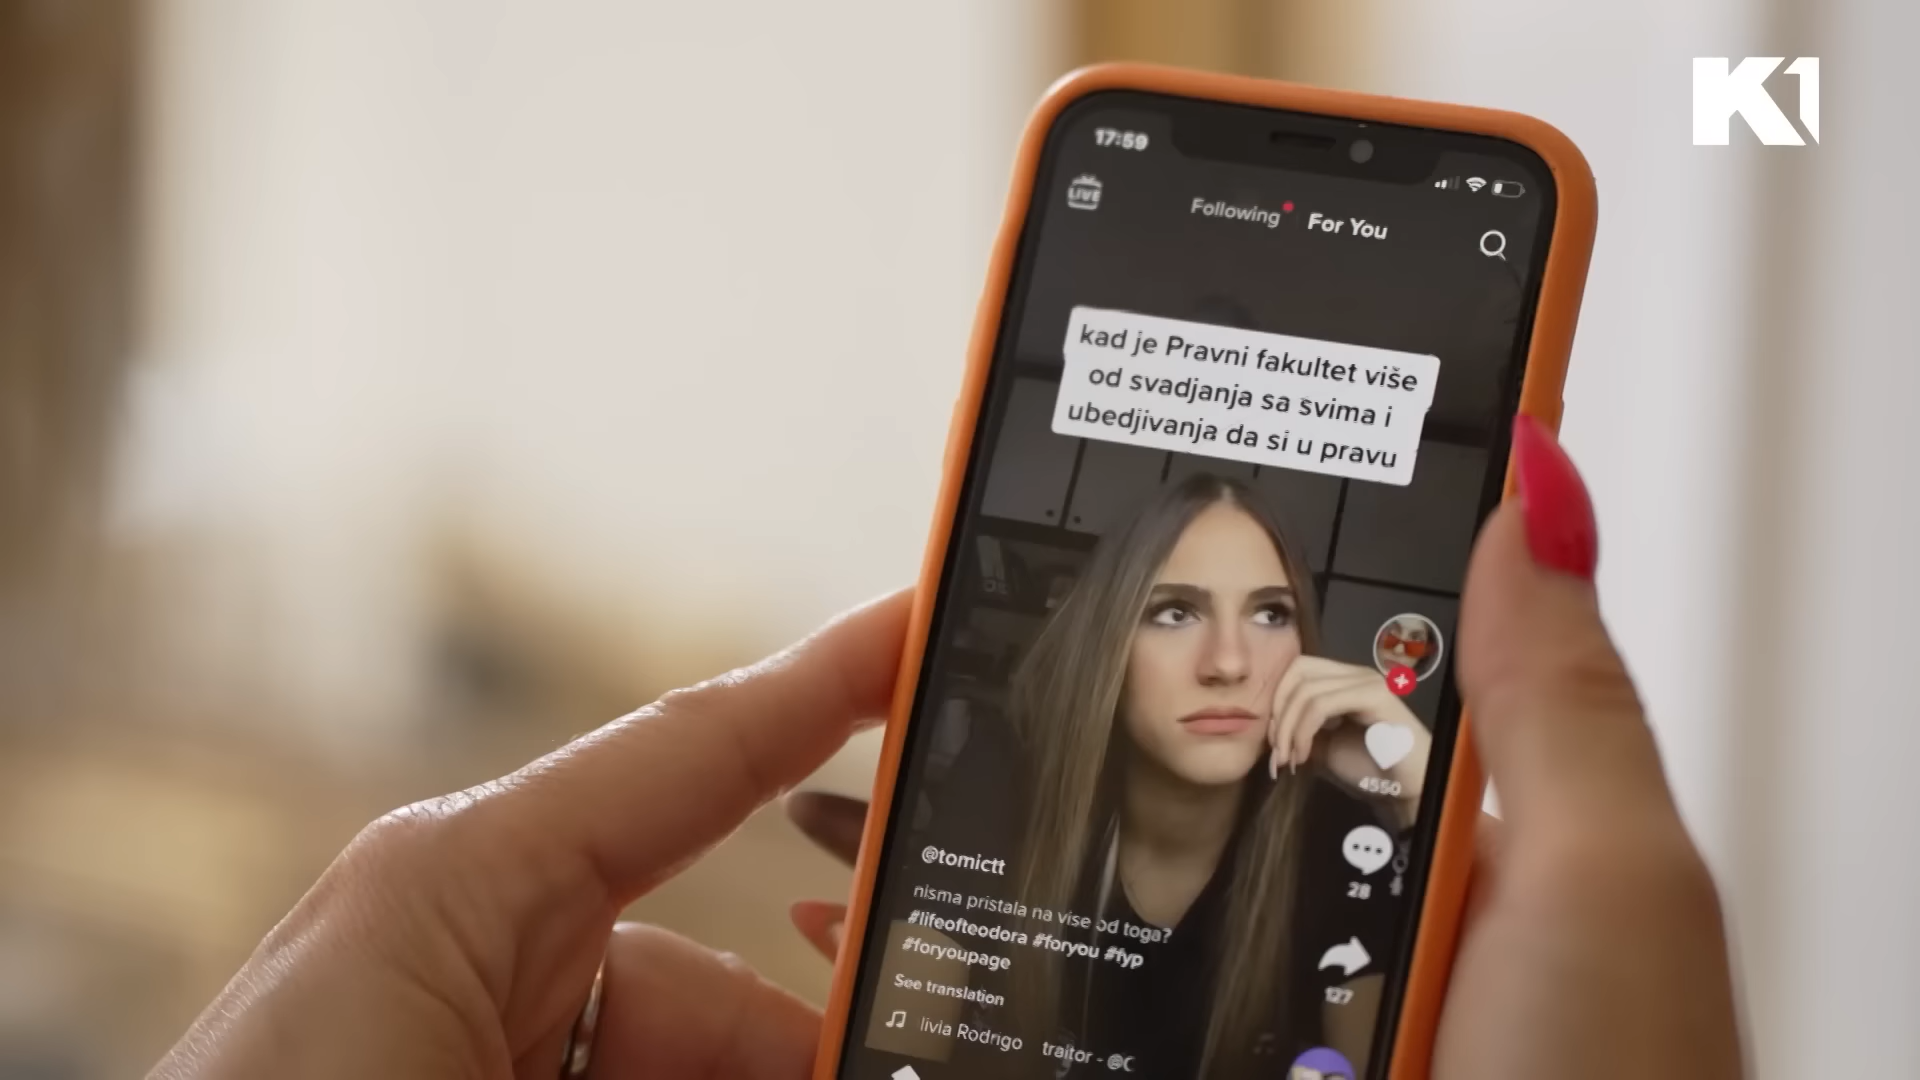 K1
17:59
LIVE
Following For You
kad je Pravni fakultet više
od svadjanja sa svima i
ubedjivanja da si u pravu
4550
28
127
@tomictt
nisma pristala na vise od toga?
#lifeofteodora #foryou #fyp
#foryoupage
See translation
livia Rodrigo traitor - @O